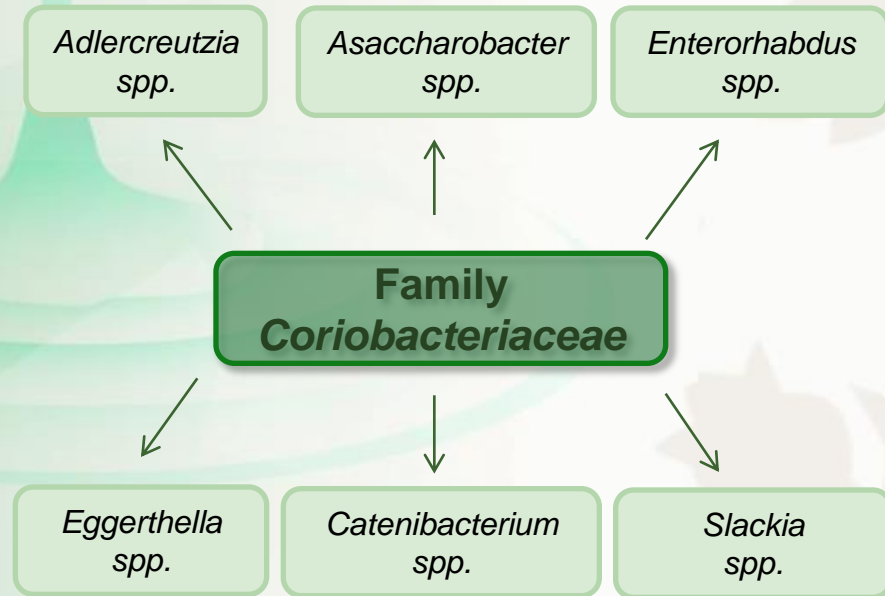 Adlercreutzia
spp.
Asaccharobacter
spp.
Enterorhabdus
spp.
Family
Coriobacteriaceae
Eggerthella
spp.
Catenibacterium
spp.
Slackia
spp.